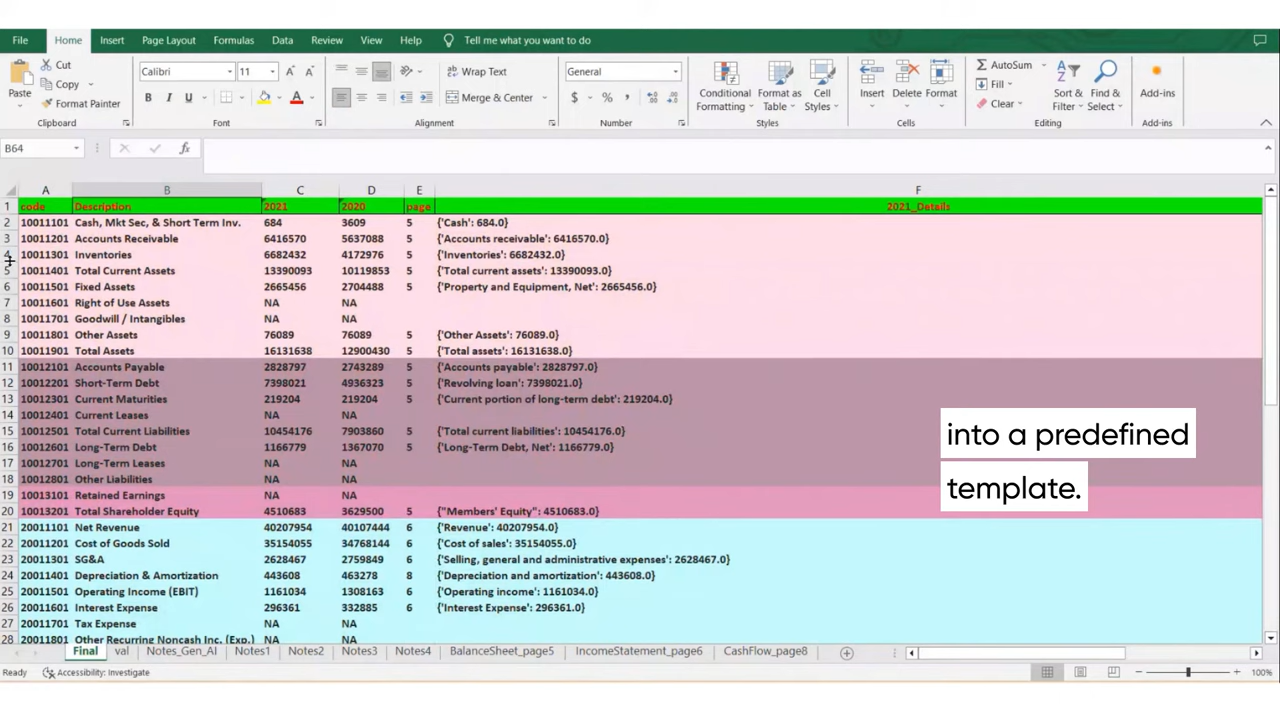 File Home Insert Page Layout Formulas Data Review View Help Tell me what you want to do
Paste Cut Copy Format Painter Clipboard
Calibri 11 B I U A Font
Wrap Text Merge & Center Alignment
General $ % , Number
Conditional Formatting Format as Table Cell Styles Styles
Insert Delete Format Cells
AutoSum Fill Clear Sort & Filter Find & Select Editing
Add-ins Add-ins
B64 fx
A B C D E F
1 code Description 2021 2020 page 2021_Details
2 10011101 Cash, Mkt Sec, & Short Term Inv. 684 3609 5 {'Cash': 684.0}
3 10011201 Accounts Receivable 6416570 5637088 5 {'Accounts receivable': 6416570.0}
4 10011301 Inventories 6682432 4172976 5 {'Inventories': 6682432.0}
5 10011401 Total Current Assets 13390093 10119853 5 {'Total current assets': 13390093.0}
6 10011501 Fixed Assets 2665456 2704488 5 {'Property and Equipment, Net': 2665456.0}
7 10011601 Right of Use Assets NA NA
8 10011701 Goodwill / Intangibles NA NA
9 10011801 Other Assets 76089 76089 5 {'Other Assets': 76089.0}
10 10011901 Total Assets 16131638 12900430 5 {'Total assets': 16131638.0}
11 10012101 Accounts Payable 2828797 2743289 5 {'Accounts payable': 2828797.0}
12 10012201 Short-Term Debt 7398021 4936323 5 {'Revolving loan': 7398021.0}
13 10012301 Current Maturities 219204 219204 5 {'Current portion of long-term debt': 219204.0}
14 10012401 Current Leases NA NA
15 10012501 Total Current Liabilities 10454176 7903860 5 {'Total current liabilities': 10454176.0}
16 10012601 Long-Term Debt 1166779 1367070 5 {'Long-Term Debt, Net': 1166779.0}
17 10012701 Long-Term Leases NA NA
18 10012801 Other Liabilities NA NA
19 10013101 Retained Earnings NA NA
20 10013201 Total Shareholder Equity 4510683 3629500 5 {"Members' Equity": 4510683.0}
21 20011101 Net Revenue 40207954 40107444 6 {'Revenue': 40207954.0}
22 20011201 Cost of Goods Sold 35154055 34768144 6 {'Cost of sales': 35154055.0}
23 20011301 SG&A 2628467 2759849 6 {'Selling, general and administrative expenses': 2628467.0}
24 20011401 Depreciation & Amortization 443608 463278 8 {'Depreciation and amortization': 443608.0}
25 20011501 Operating Income (EBIT) 1161034 1308163 6 {'Operating income': 1161034.0}
26 20011601 Interest Expense 296361 332885 6 {'Interest Expense': 296361.0}
27 20011701 Tax Expense NA NA
28 20011801 Other Recurring Noncash Inc. (Exp.) NA NA
into a predefined
template.
Final val Notes_Gen_AI Notes1 Notes2 Notes3 Notes4 BalanceSheet_page5 IncomeStatement_page6 CashFlow_page8
Ready Accessibility: Investigate 100%